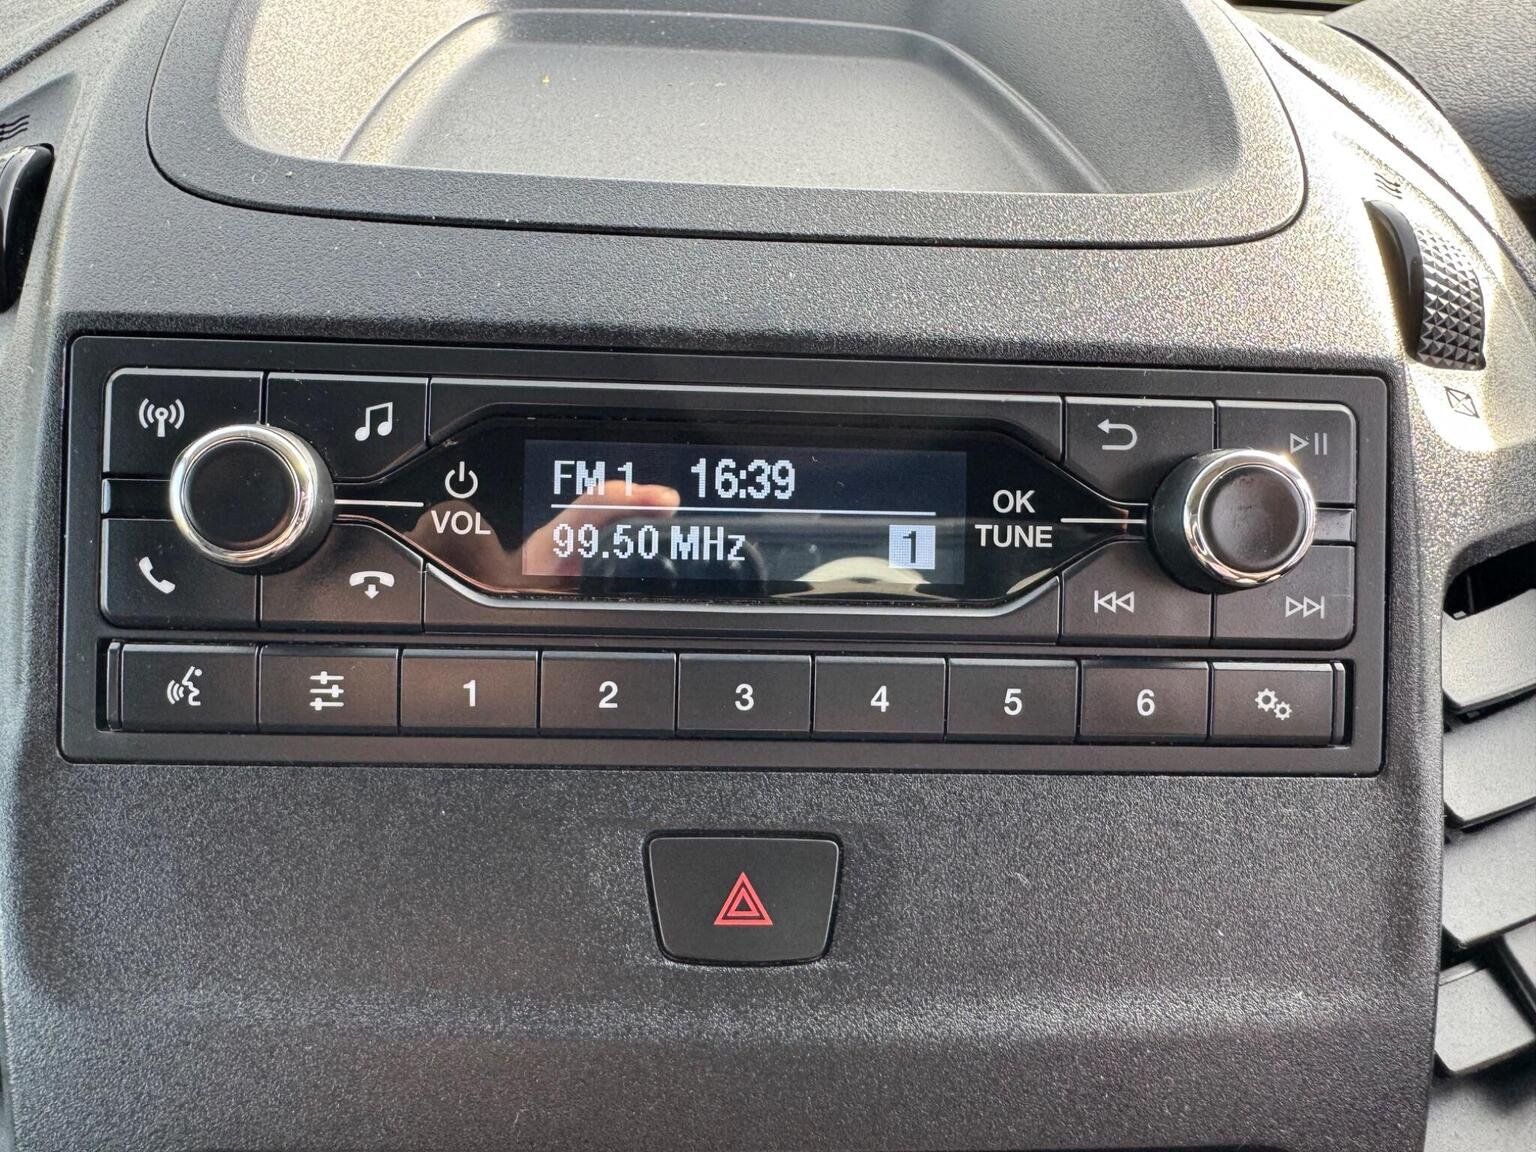 FM 1 16:39
99.50 MHz 1
VOL
OK
TUNE
1 2 3 4 5 6